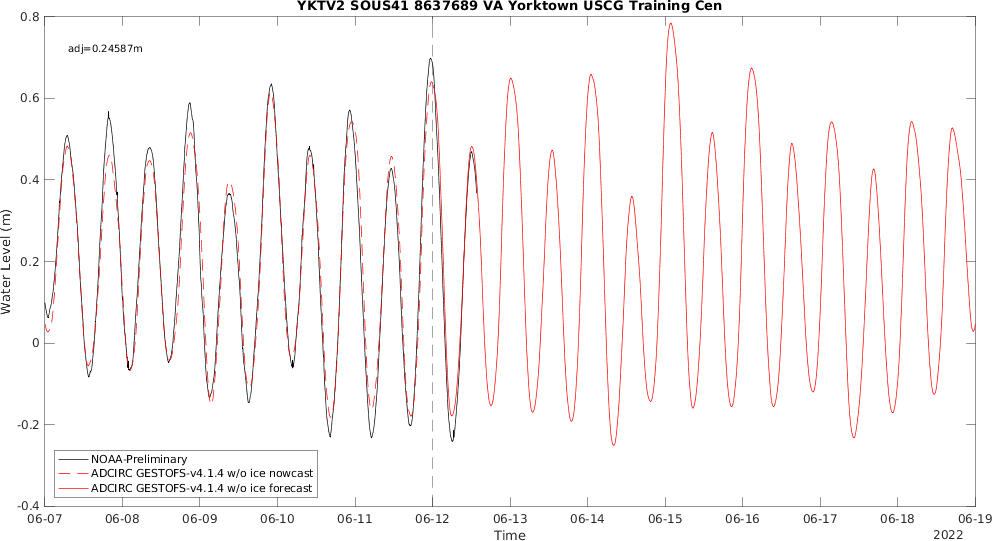 YKTV2 SOUS41 8637689 VA Yorktown USCG Training Cen
adj=0.24587m
0.8
0.6
0.4
0.2
0
-0.2
-0.4
Water Level (m)
NOAA-Preliminary
ADCIRC GESTOFS-v4.1.4 w/o ice nowcast
ADCIRC GESTOFS-v4.1.4 w/o ice forecast
06-07 06-08 06-09 06-10 06-11 06-12 06-13 06-14 06-15 06-16 06-17 06-18 06-19
Time
2022